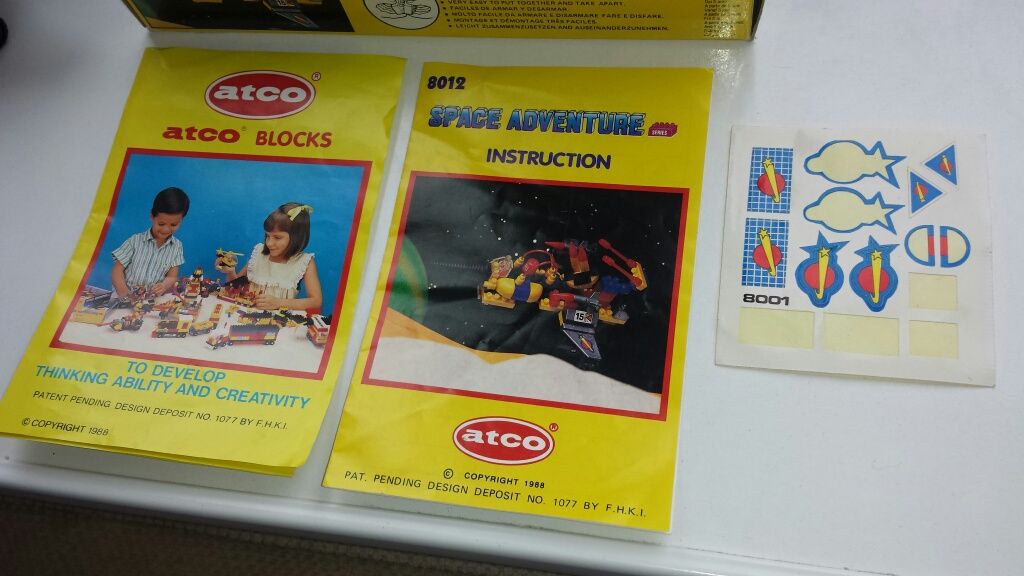 VERY EASY TO PUT TOGETHER AND TAKE APART.
FACILES DE ARMAR Y DESARMAR.
MOLTO FACILE DA ARMARE E DISARMARE FARE E DISFARE.
MONTAGE ET DÉMONTAGE TRÈS FACILES.
LEICHT ZUSAMMENZUSETZEN AND AUSEINANDERZUNEHMEN.
atco®
atco® BLOCKS
TO DEVELOP
THINKING ABILITY AND CREATIVITY
PATENT PENDING DESIGN DEPOSIT NO. 1077 BY F.H.K.I.
© COPYRIGHT 1988
8012
SPACE ADVENTURE SERIES
INSTRUCTION
15
atco®
© COPYRIGHT 1988
PAT. PENDING DESIGN DEPOSIT NO. 1077 BY F.H.K.I.
8001